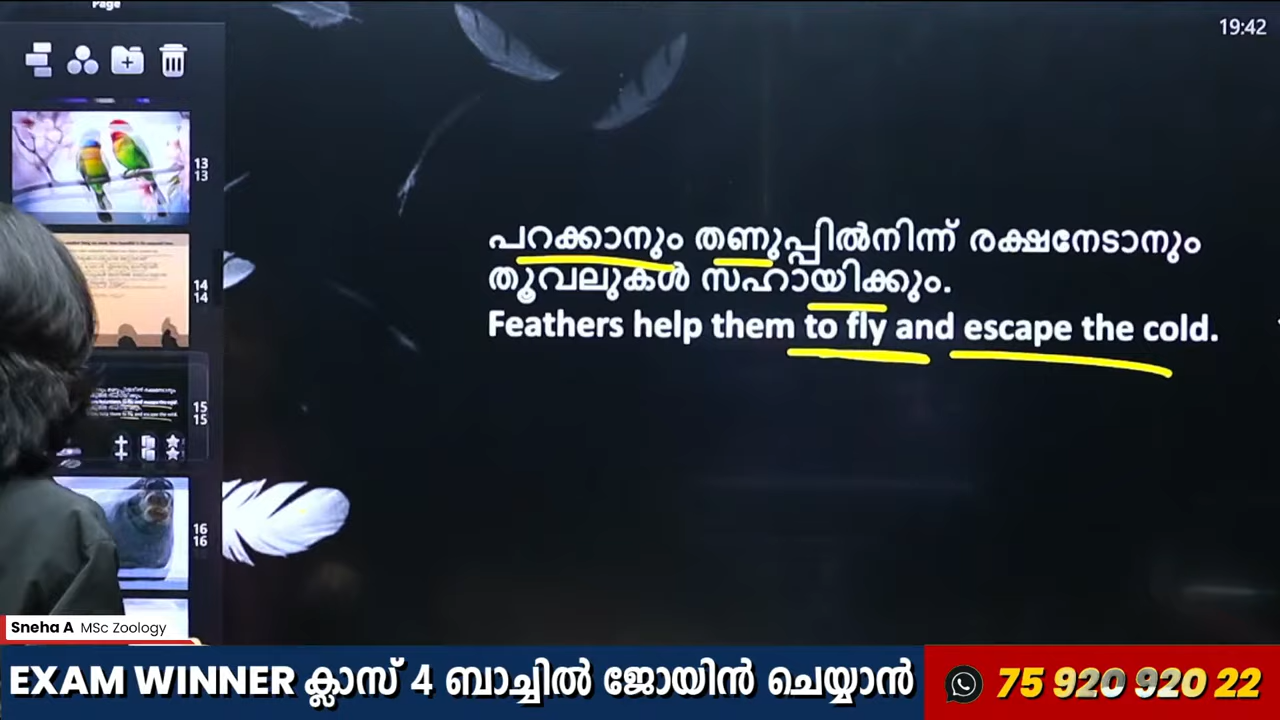 Page
19:42
13
13
14
14
15
15
16
16
പറക്കാനും തണുപ്പിൽനിന്ന് രക്ഷനേടാനും
തൂവലുകൾ സഹായിക്കും.
Feathers help them to fly and escape the cold.
Sneha A MSc Zoology
EXAM WINNER ക്ലാസ് 4 ബാച്ചിൽ ജോയിൻ ചെയ്യാൻ
75 920 920 22